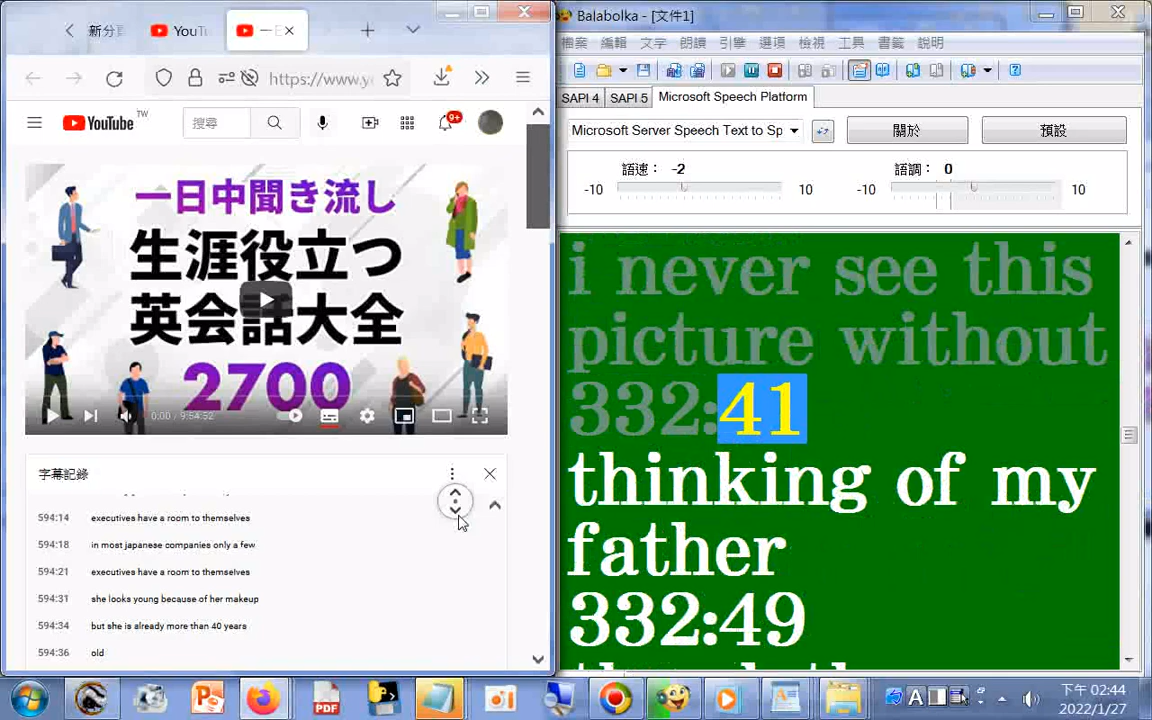 新分
YouTu
Balabolka - [文件1]
檔案 編輯 文字 朗讀 引擎 選項 檢視 工具 書籤 說明
https://www.y
SAPI 4 SAPI 5 Microsoft Speech Platform
YouTube TW
搜尋
9+
Microsoft Server Speech Text to Sp
關於
預設
語速： -2
語調： 0
-10 10 -10 10
一日中聞き流し
生涯役立つ
英会話大全
2700
0:00 / 9:54:52
i never see this
picture without
332:41
thinking of my
father
332:49
字幕記錄
594:14 executives have a room to themselves
594:18 in most japanese companies only a few
594:21 executives have a room to themselves
594:31 she looks young because of her makeup
594:34 but she is already more than 40 years
594:36 old
PDF
A
下午 02:44
2022/1/27